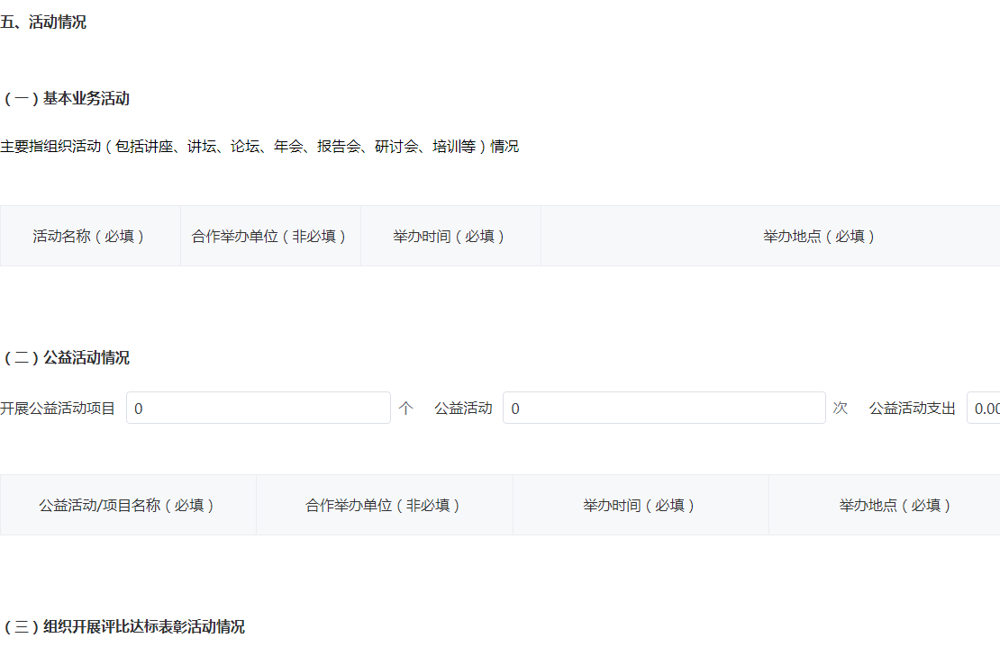 五、活动情况
（一）基本业务活动
主要指组织活动（包括讲座、讲坛、论坛、年会、报告会、研讨会、培训等）情况
活动名称（必填） 合作举办单位（非必填） 举办时间（必填） 举办地点（必填）
（二）公益活动情况
开展公益活动项目 0 个 公益活动 0 次 公益活动支出 0.00
公益活动/项目名称（必填） 合作举办单位（非必填） 举办时间（必填） 举办地点（必填）
（三）组织开展评比达标表彰活动情况